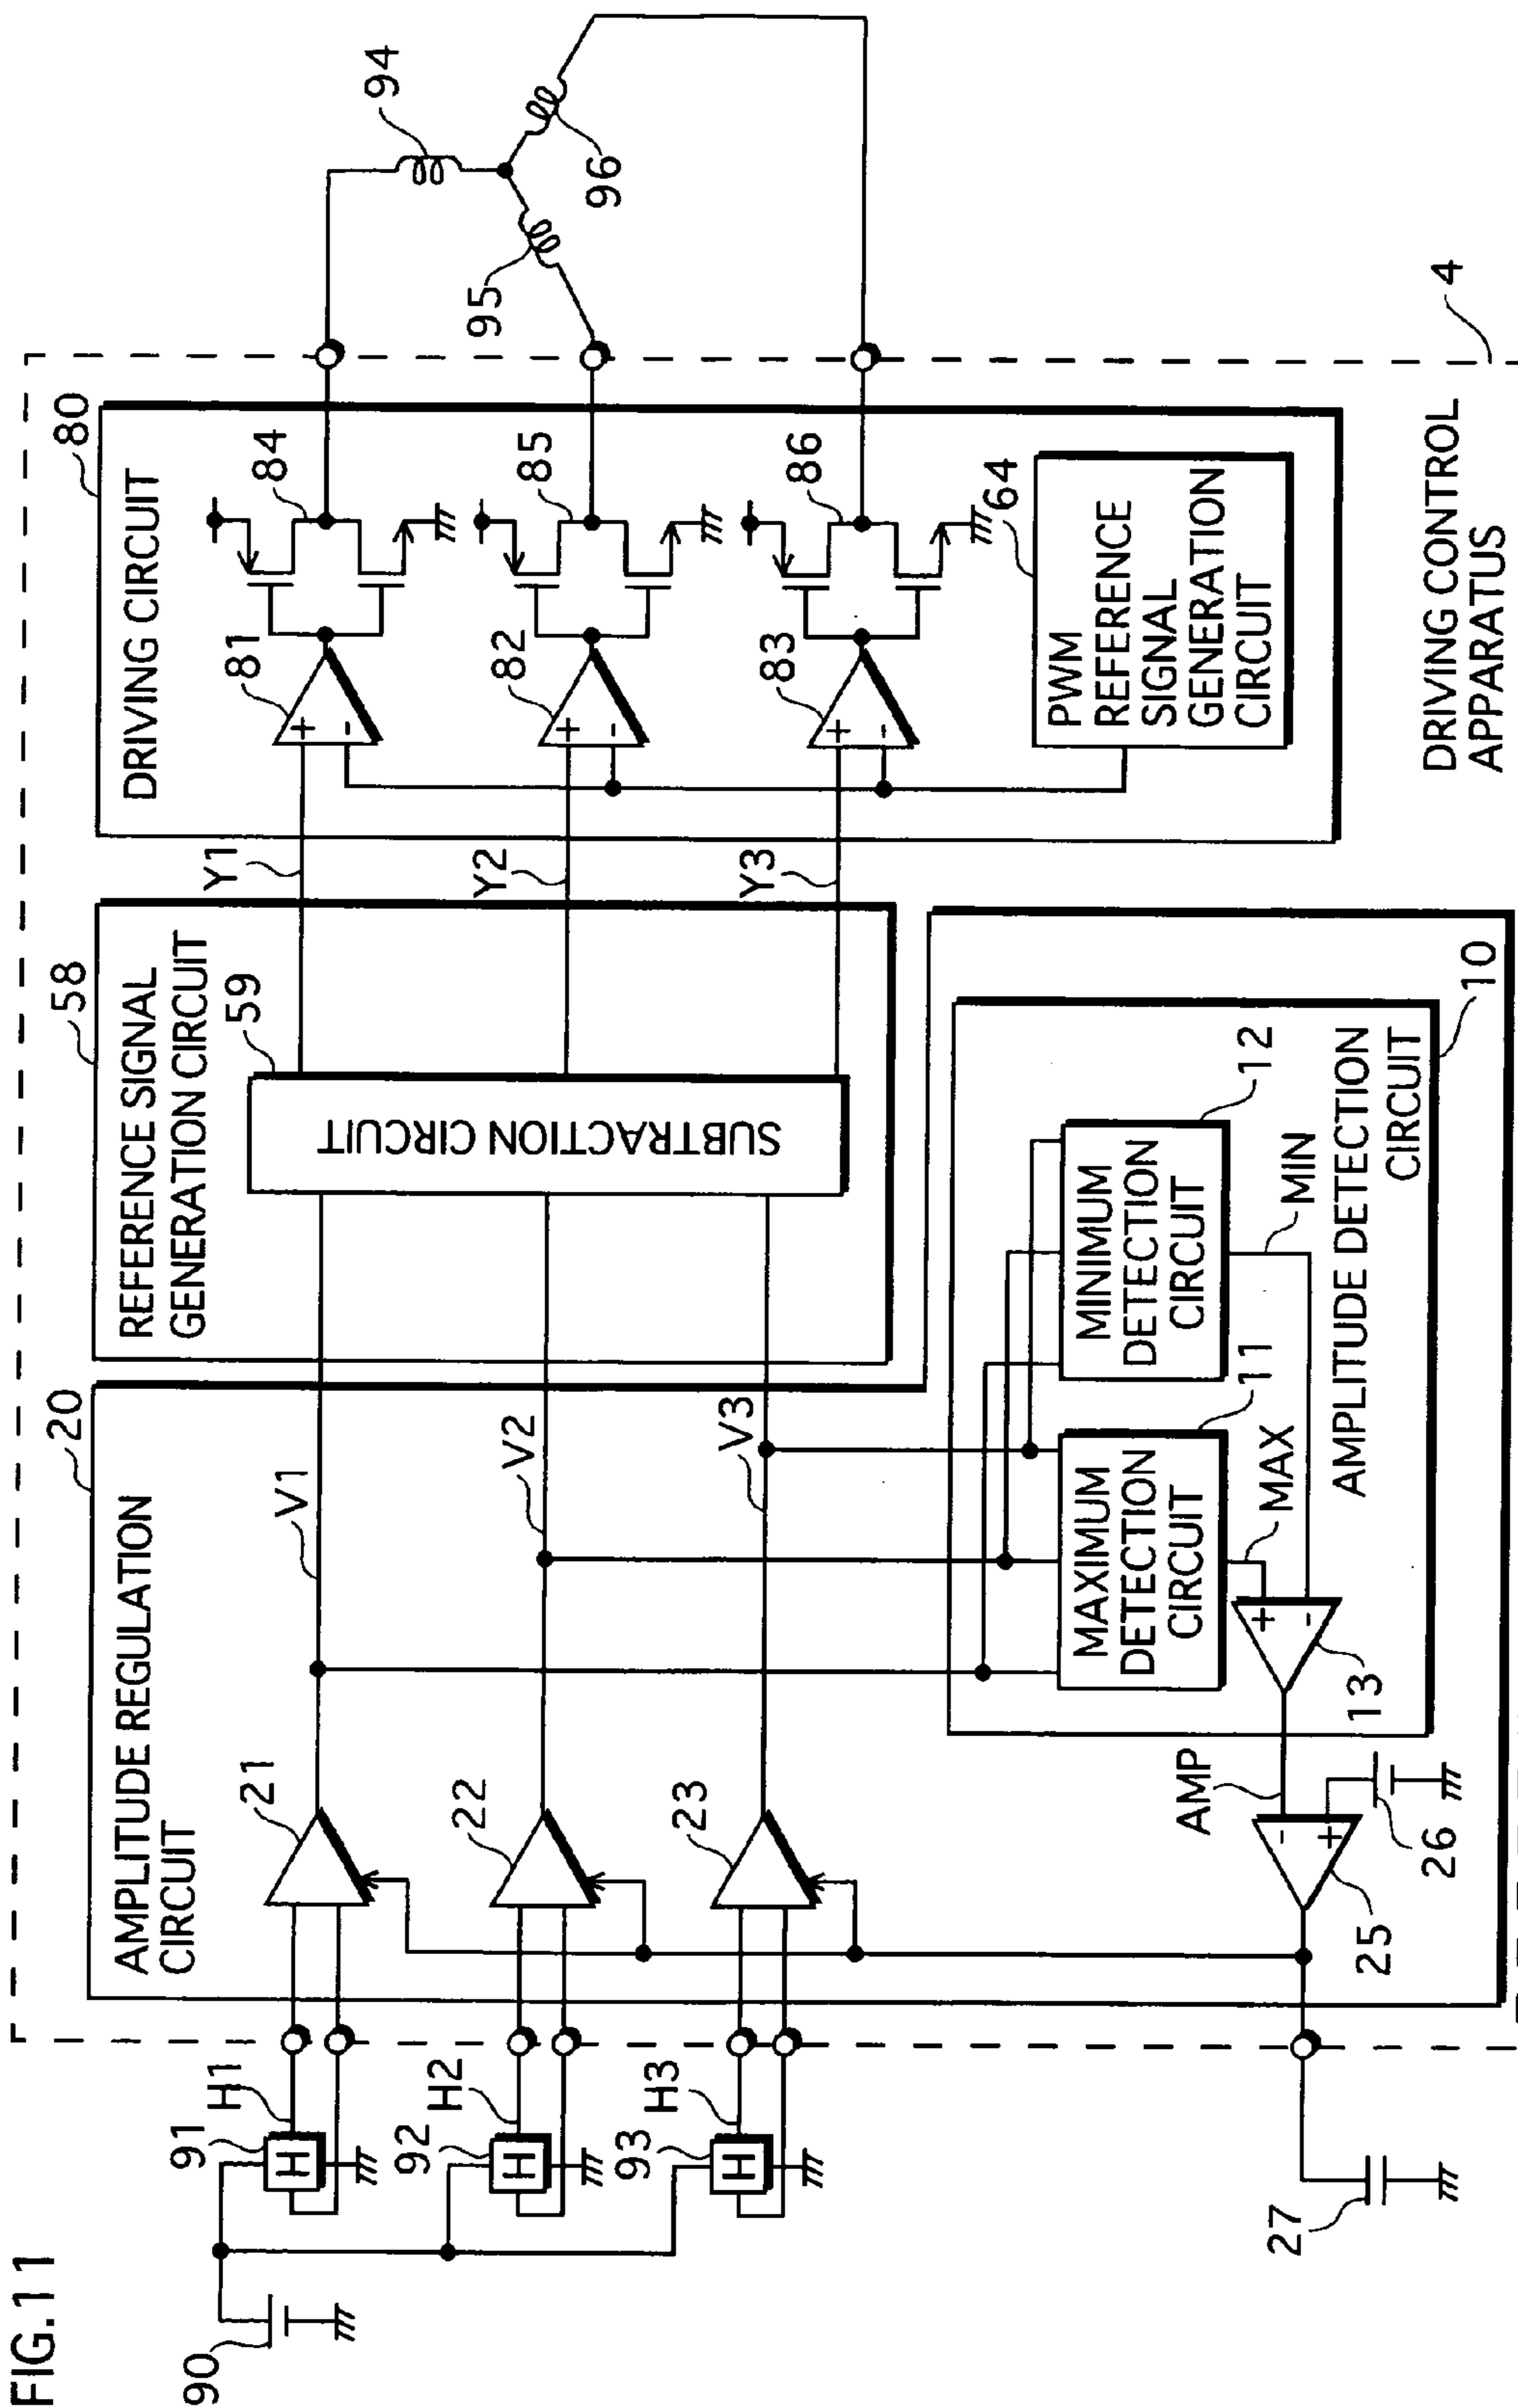 FIG.11
90
91
H1
92
H2
93
H3
H
H
H
27
20
AMPLITUDE REGULATION
CIRCUIT
21
22
23
V1
V2
V3
25
26
AMP
-
+
13
+
-
MAX
MIN
11
MAXIMUM
DETECTION
CIRCUIT
12
MINIMUM
DETECTION
CIRCUIT
AMPLITUDE DETECTION
CIRCUIT
10
58
REFERENCE SIGNAL
GENERATION CIRCUIT
59
SUBTRACTION CIRCUIT
Y1
Y2
Y3
80
DRIVING CIRCUIT
81
+
-
84
82
+
-
85
83
+
-
86
64
PWM
REFERENCE
SIGNAL
GENERATION
CIRCUIT
DRIVING CONTROL
APPARATUS
4
94
95
96